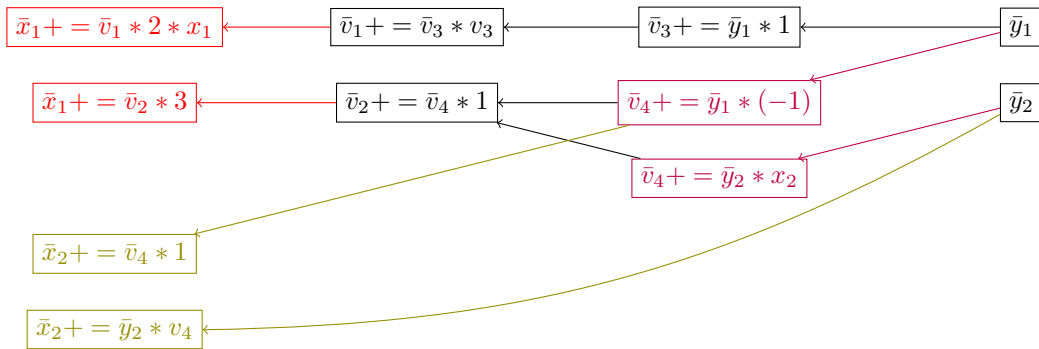 x̄₁+ = v̄₁ * 2 * x₁ v̄₁+ = v̄₃ * v₃ v̄₃+ = ȳ₁ * 1 ȳ₁
x̄₁+ = v̄₂ * 3 v̄₂+ = v̄₄ * 1 v̄₄+ = ȳ₁ * (−1) ȳ₂
v̄₄+ = ȳ₂ * x₂
x̄₂+ = v̄₄ * 1
x̄₂+ = ȳ₂ * v₄